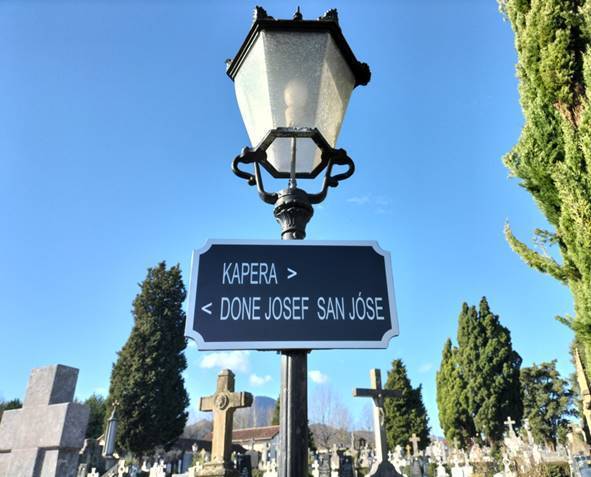 KAPERA >
< DONE JOSEF SAN JÓSE